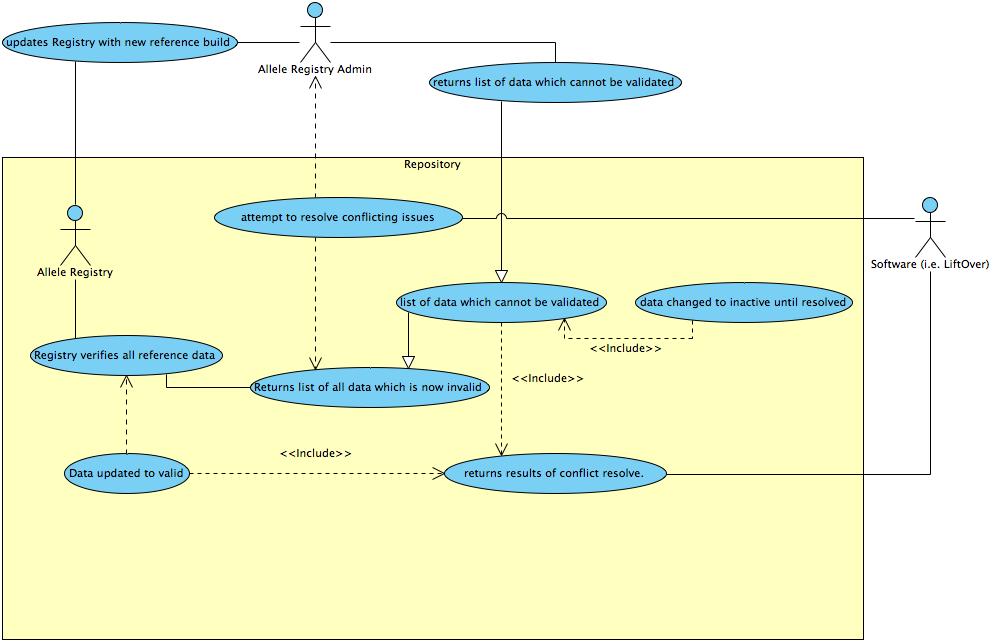 updates Registry with new reference build
Allele Registry Admin
returns list of data which cannot be validated
Repository
attempt to resolve conflicting issues
Allele Registry
Software (i.e. LiftOver)
list of data which cannot be validated
data changed to inactive until resolved
<<Include>>
Registry verifies all reference data
<<Include>>
Returns list of all data which is now invalid
<<Include>>
Data updated to valid
returns results of conflict resolve.